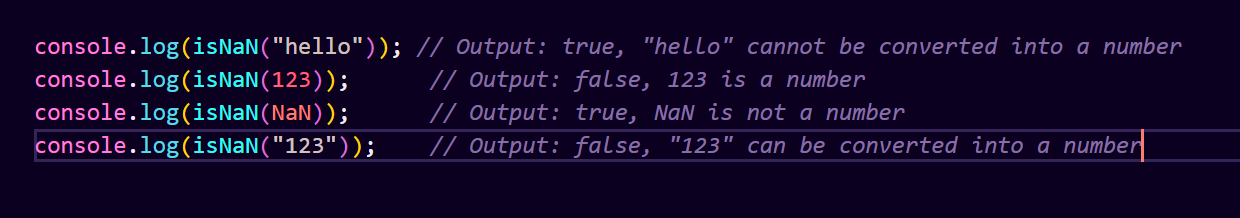 console.log(isNaN("hello")); // Output: true, "hello" cannot be converted into a number
console.log(isNaN(123));      // Output: false, 123 is a number
console.log(isNaN(NaN));      // Output: true, NaN is not a number
console.log(isNaN("123"));    // Output: false, "123" can be converted into a number